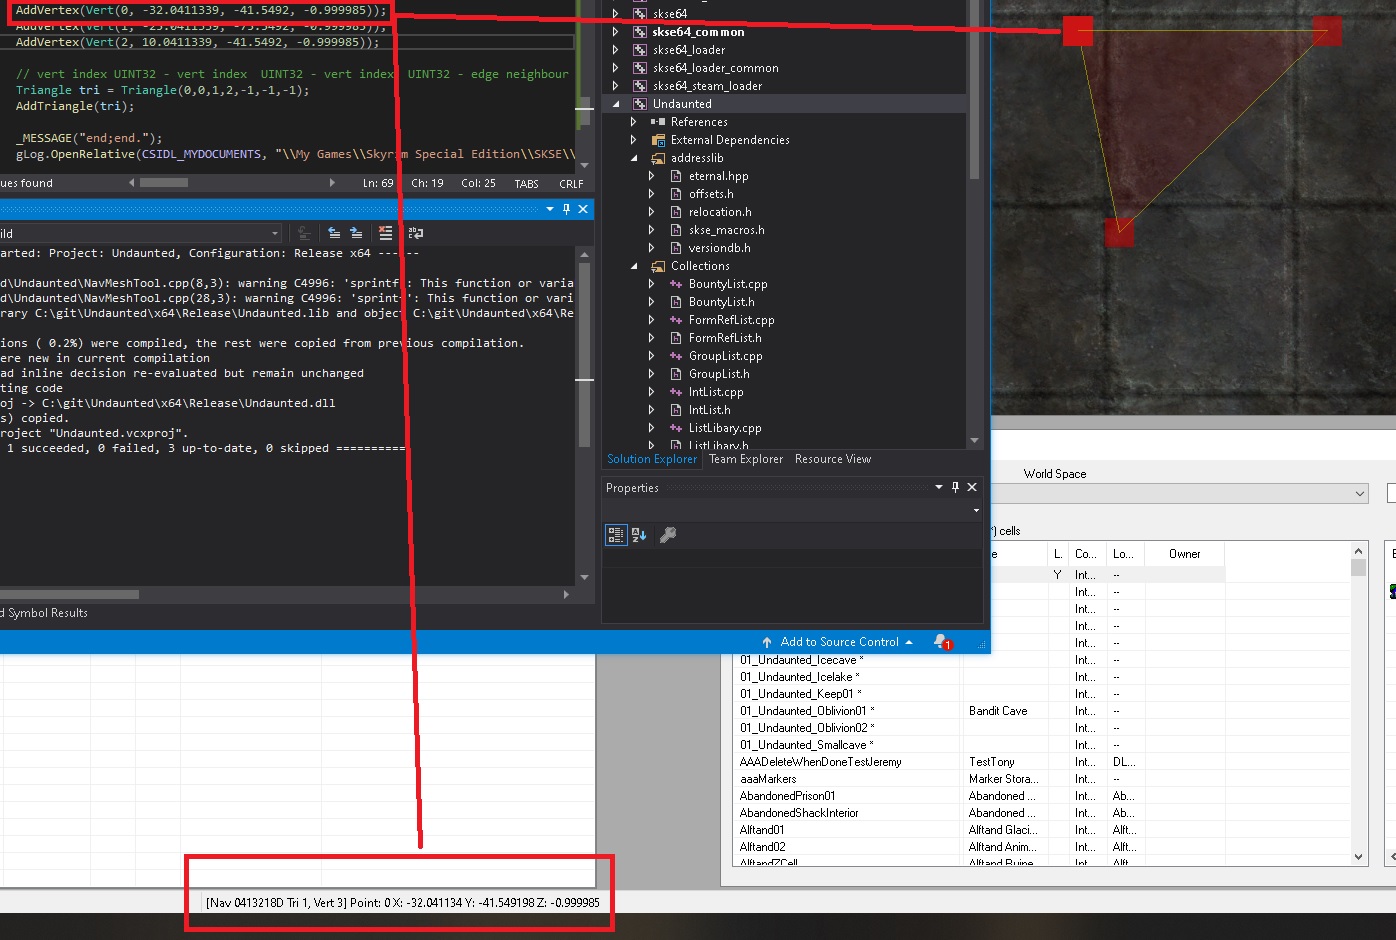 AddVertex(Vert(0, -32.0411339, -41.5492, -0.999985));
AddVertex(Vert(1, -25.0411339, -75.5492, -0.999985));
AddVertex(Vert(2, 10.0411339, -41.5492, -0.999985));
// vert index UINT32 - vert index  UINT32 - vert index  UINT32 - edge neighbour
Triangle tri = Triangle(0,0,1,2,-1,-1,-1);
AddTriangle(tri);
_MESSAGE("end;end.");
gLog.OpenRelative(CSIDL_MYDOCUMENTS, "\\My Games\\Skyrim Special Edition\\SKSE\\
ues found
Ln: 69 Ch: 19 Col: 25 TABS CRLF
ild
arted: Project: Undaunted, Configuration: Release x64 ------
d\Undaunted\NavMeshTool.cpp(8,3): warning C4996: 'sprintf': This function or varia
d\Undaunted\NavMeshTool.cpp(28,3): warning C4996: 'sprintf': This function or vari
rary C:\git\Undaunted\x64\Release\Undaunted.lib and object C:\git\Undaunted\x64\Re
ions ( 0.2%) were compiled, the rest were copied from previous compilation.
ere new in current compilation
ad inline decision re-evaluated but remain unchanged
ting code
oj -> C:\git\Undaunted\x64\Release\Undaunted.dll
s) copied.
roject "Undaunted.vcxproj".
1 succeeded, 0 failed, 3 up-to-date, 0 skipped ==========
d Symbol Results
skse64
skse64_common
skse64_loader
skse64_loader_common
skse64_steam_loader
Undaunted
References
External Dependencies
addresslib
eternal.hpp
offsets.h
relocation.h
skse_macros.h
versiondb.h
Collections
BountyList.cpp
BountyList.h
FormRefList.cpp
FormRefList.h
GroupList.cpp
GroupList.h
IntList.cpp
IntList.h
ListLibary.cpp
ListLibary.h
Solution Explorer Team Explorer Resource View
Properties
Add to Source Control 1
World Space
*) cells
e L. Co... Lo... Owner
Y Int... --
Int... --
Int... --
Int... --
Int... --
01_Undaunted_Icecave * Int... --
01_Undaunted_Icelake * Int... --
01_Undaunted_Keep01 * Int... --
01_Undaunted_Oblivion01 * Bandit Cave Int... --
01_Undaunted_Oblivion02 * Int... --
01_Undaunted_Smallcave * Int... --
AAADeleteWhenDoneTestJeremy TestTony Int... DL...
aaaMarkers Marker Stora... Int... --
AbandonedPrison01 Abandoned ... Int... Ab...
AbandonedShackInterior Abandoned ... Int... Ab...
Alftand01 Alftand Glaci... Int... Alft...
Alftand02 Alftand Anim... Int... Alft...
AlftandZCell Alftand Ruine... Int... Alft...
[Nav 0413218D Tri 1, Vert 3] Point: 0 X: -32.041134 Y: -41.549198 Z: -0.999985